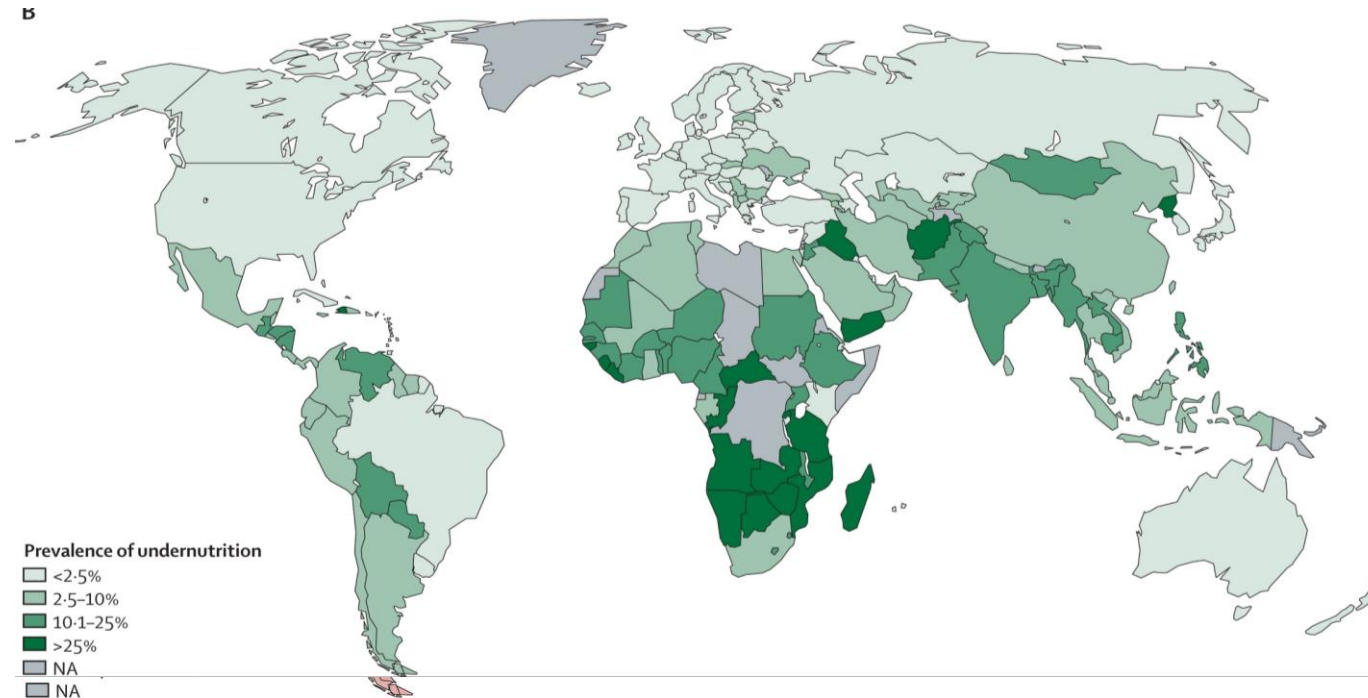 B
Prevalence of undernutrition
<2·5%
2·5–10%
10·1–25%
>25%
NA
NA